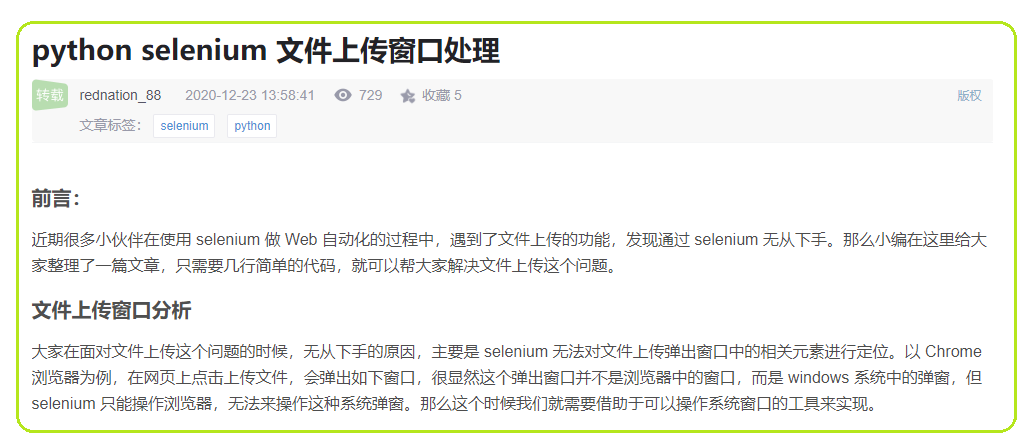 python selenium 文件上传窗口处理
转载 rednation_88 2020-12-23 13:58:41 729 收藏 5 版权
文章标签： selenium python
前言：
近期很多小伙伴在使用 selenium 做 Web 自动化的过程中，遇到了文件上传的功能，发现通过 selenium 无从下手。那么小编在这里给大
家整理了一篇文章，只需要几行简单的代码，就可以帮大家解决文件上传这个问题。
文件上传窗口分析
大家在面对文件上传这个问题的时候，无从下手的原因，主要是 selenium 无法对文件上传弹出窗口中的相关元素进行定位。以 Chrome
浏览器为例，在网页上点击上传文件，会弹出如下窗口，很显然这个弹出窗口并不是浏览器中的窗口，而是 windows 系统中的弹窗，但
selenium 只能操作浏览器，无法来操作这种系统弹窗。那么这个时候我们就需要借助于可以操作系统窗口的工具来实现。